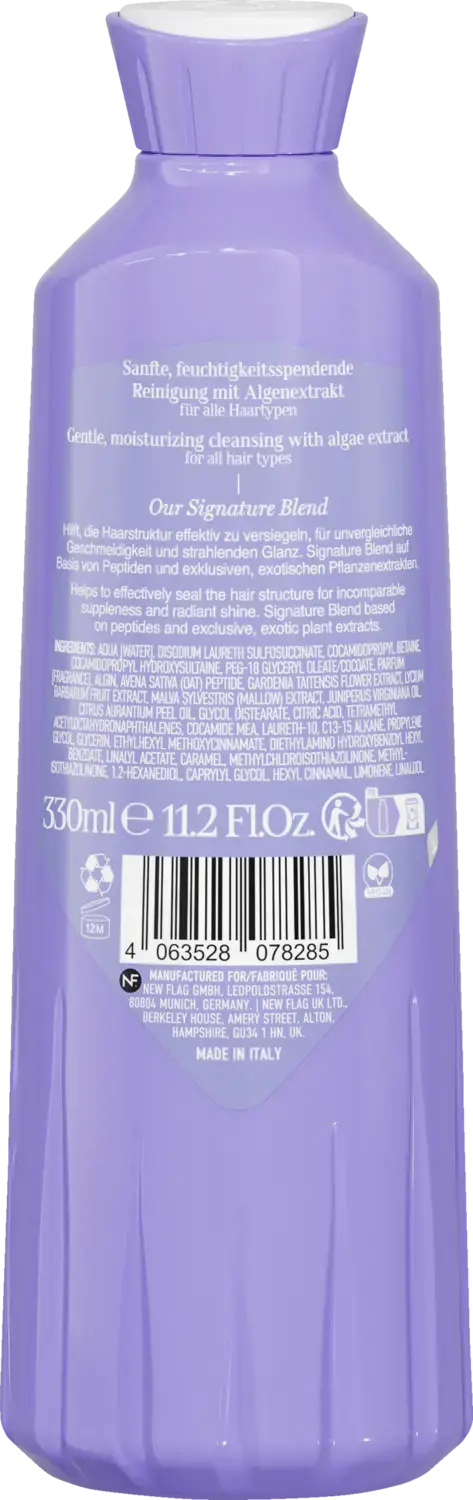 Sanfte, feuchtigkeitsspendende
Reinigung mit Algenextrakt
für alle Haartypen
Gentle, moisturizing cleansing with algae extract
for all hair types
Our Signature Blend
Hilft, die Haarstruktur effektiv zu versiegeln, für unvergleichliche
Geschmeidigkeit und strahlenden Glanz. Signature Blend auf
Basis von Peptiden und exklusiven, exotischen Pflanzenextrakten.
Helps to effectively seal the hair structure for incomparable
suppleness and radiant shine. Signature Blend based
on peptides and exclusive, exotic plant extracts.
INGREDIENTS: AQUA (WATER), DISODIUM LAURETH SULFOSUCCINATE, COCAMIDOPROPYL BETAINE,
COCAMIDOPROPYL HYDROXYSULTAINE, PEG-18 GLYCERYL OLEATE/COCOATE, PARFUM
(FRAGRANCE), ALGIN, AVENA SATIVA (OAT) PEPTIDE, GARDENIA TAITENSIS FLOWER EXTRACT, LYCIUM
BARBARUM FRUIT EXTRACT, MALVA SYLVESTRIS (MALLOW) EXTRACT, JUNIPERUS VIRGINIANA OIL,
CITRUS AURANTIUM PEEL OIL, GLYCOL DISTEARATE, CITRIC ACID, TETRAMETHYL
ACETYLOCTAHYDRONAPHTHALENES, COCAMIDE MEA, LAURETH-10, C13-15 ALKANE, PROPYLENE
GLYCOL, GLYCERIN, ETHYLHEXYL METHOXYCINNAMATE, DIETHYLAMINO HYDROXYBENZOYL HEXYL
BENZOATE, LINALYL ACETATE, CARAMEL, METHYLCHLOROISOTHIAZOLINONE, METHYL-
ISOTHIAZOLINONE, 1,2-HEXANEDIOL, CAPRYLYL GLYCOL, HEXYL CINNAMAL, LIMONENE, LINALOOL
330ml e 11.2 Fl.Oz.
12M
VEGAN
4 063528 078285
NF
MANUFACTURED FOR/FABRIQUÉ POUR:
NEW FLAG GMBH, LEOPOLDSTRASSE 154,
80804 MUNICH, GERMANY. | NEW FLAG UK LTD.,
BERKELEY HOUSE, AMERY STREET, ALTON,
HAMPSHIRE, GU34 1 HN, UK.
MADE IN ITALY